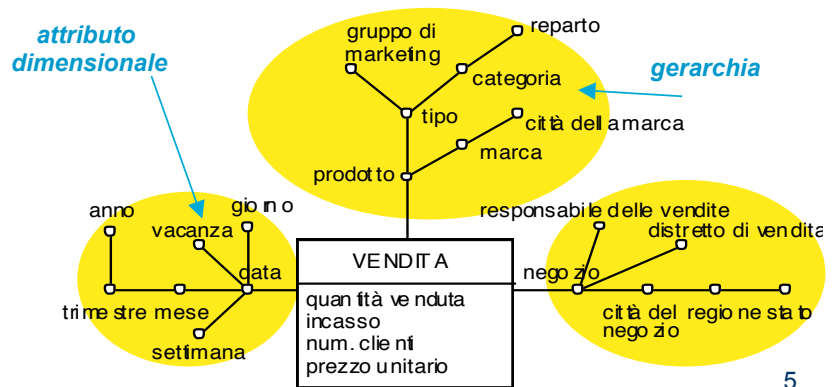 attributo
dimensionale
gruppo di
marketing
reparto
categoria
gerarchia
tipo
città della marca
marca
prodotto
anno
vacanza
giorno
data
trimestre mese
settimana
VENDITA
quantità venduta
incasso
num. clienti
prezzo unitario
responsabile delle vendite
distretto di vendita
negozio
città del regione stato
negozio
5